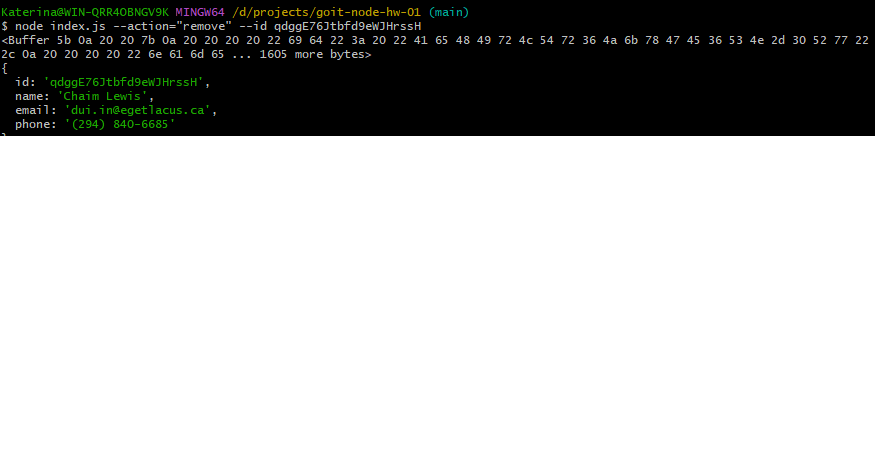 Katerina@WIN-QRR4OBNGV9K MINGW64 /d/projects/goit-node-hw-01 (main)
$ node index.js --action="remove" --id qdggE76Jtbfd9eWJHrssH
<Buffer 5b 0a 20 20 7b 0a 20 20 20 20 22 69 64 22 3a 20 22 41 65 48 49 72 4c 54 72 36 4a 6b 78 47 45 36 53 4e 2d 30 52 77 22
2c 0a 20 20 20 20 22 6e 61 6d 65 ... 1605 more bytes>
{
  id: 'qdggE76Jtbfd9eWJHrssH',
  name: 'Chaim Lewis',
  email: 'dui.in@egetlacus.ca',
  phone: '(294) 840-6685'